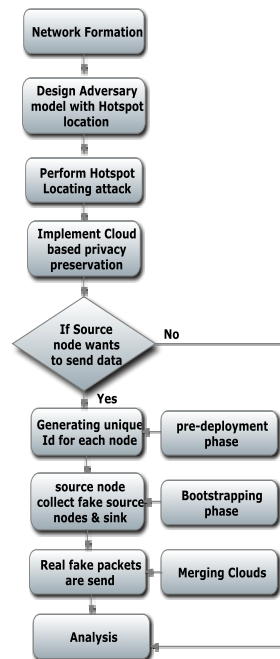 Network Formation
Design Adversary
model with Hotspot
location
Perform Hotspot
Locating attack
Implement Cloud
based privacy
preservation
If Source
node wants
to send data
No
Yes
Generating unique
Id for each node
pre-deployment
phase
source node
collect fake source
nodes & sink
Bootstrapping
phase
Real fake packets
are send
Merging Clouds
Analysis